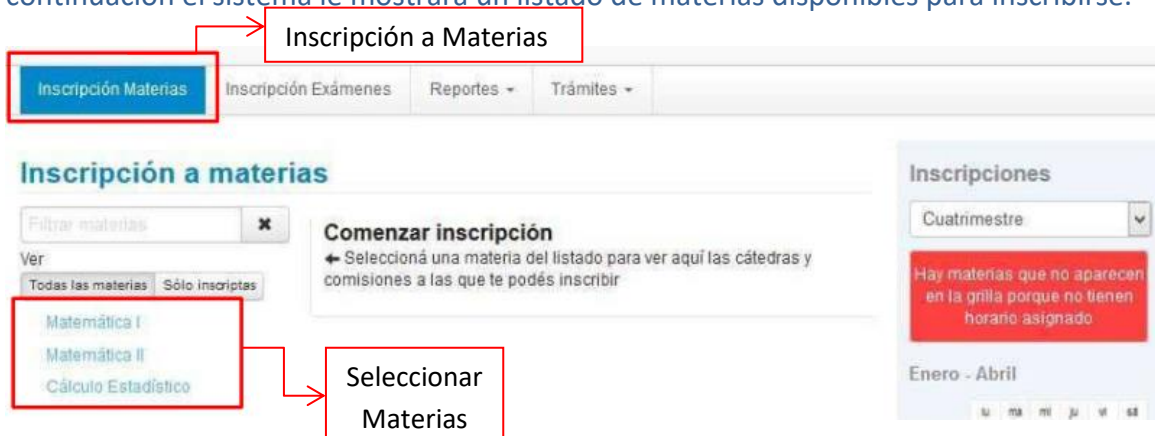 continuación el sistema le mostrará un listado de materias disponibles para inscribirse.
Inscripción a Materias
Inscripción Materias Inscripción Exámenes Reportes Trámites
Inscripción a materias
Filtrar materias
Ver
Todas las materias Sólo inscriptas
Matemática I
Matemática II
Cálculo Estadístico
Comenzar inscripción
← Seleccioná una materia del listado para ver aquí las cátedras y
comisiones a las que te podés inscribir
Seleccionar
Materias
Inscripciones
Cuatrimestre
Hay materias que no aparecen
en la grilla porque no tienen
horario asignado
Enero - Abril
lu ma mi ju vi sá